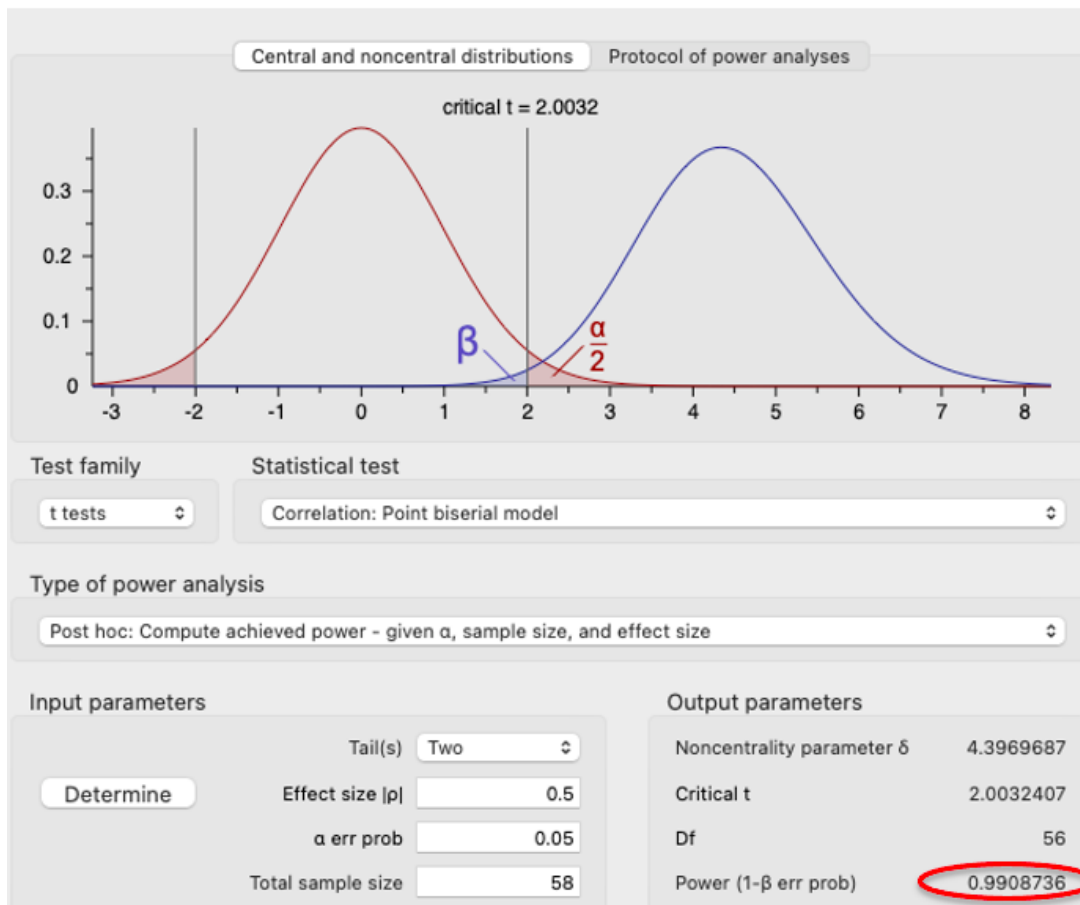 Central and noncentral distributions Protocol of power analyses
critical t = 2.0032
0.3
0.2
0.1
0
β
α
2
-3 -2 -1 0 1 2 3 4 5 6 7 8
Test family Statistical test
t tests Correlation: Point biserial model
Type of power analysis
Post hoc: Compute achieved power - given α, sample size, and effect size
Input parameters Output parameters
Tail(s) Two Noncentrality parameter δ 4.3969687
Determine Effect size |ρ| 0.5 Critical t 2.0032407
α err prob 0.05 Df 56
Total sample size 58 Power (1-β err prob) 0.9908736